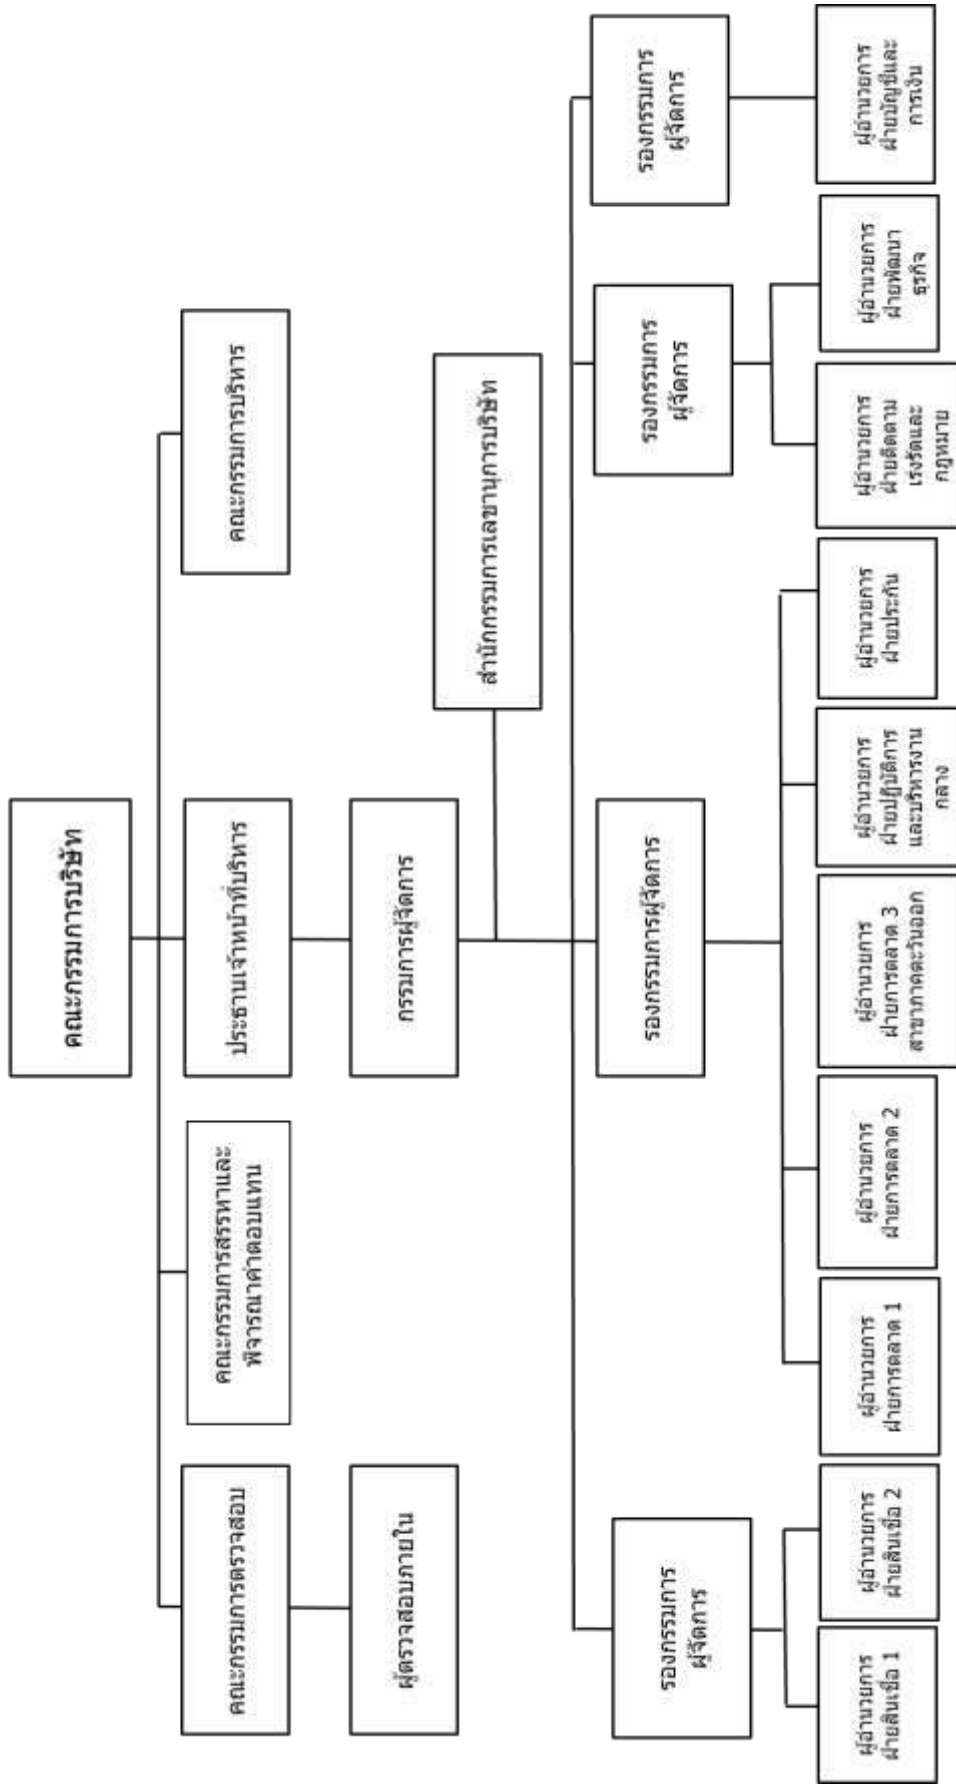 คณะกรรมการบริษัท
คณะกรรมการตรวจสอบ
คณะกรรมการสรรหาและ
พิจารณาค่าตอบแทน
ประธานเจ้าหน้าที่บริหาร
คณะกรรมการบริหาร
ผู้ตรวจสอบภายใน
กรรมการผู้จัดการ
สำนักกรรมการเลขานุการบริษัท
รองกรรมการ
ผู้จัดการ
รองกรรมการผู้จัดการ
รองกรรมการ
ผู้จัดการ
รองกรรมการ
ผู้จัดการ
ผู้อำนวยการ
ฝ่ายสินเชื่อ 1
ผู้อำนวยการ
ฝ่ายสินเชื่อ 2
ผู้อำนวยการ
ฝ่ายการตลาด 1
ผู้อำนวยการ
ฝ่ายการตลาด 2
ผู้อำนวยการ
ฝ่ายการตลาด 3
สาขาภาคตะวันออก
ผู้อำนวยการ
ฝ่ายปฏิบัติการ
และบริหารงาน
กลาง
ผู้อำนวยการ
ฝ่ายประกัน
ผู้อำนวยการ
ฝ่ายติดตาม
เร่งรัดและ
กฎหมาย
ผู้อำนวยการ
ฝ่ายพัฒนา
ธุรกิจ
ผู้อำนวยการ
ฝ่ายบัญชีและ
การเงิน